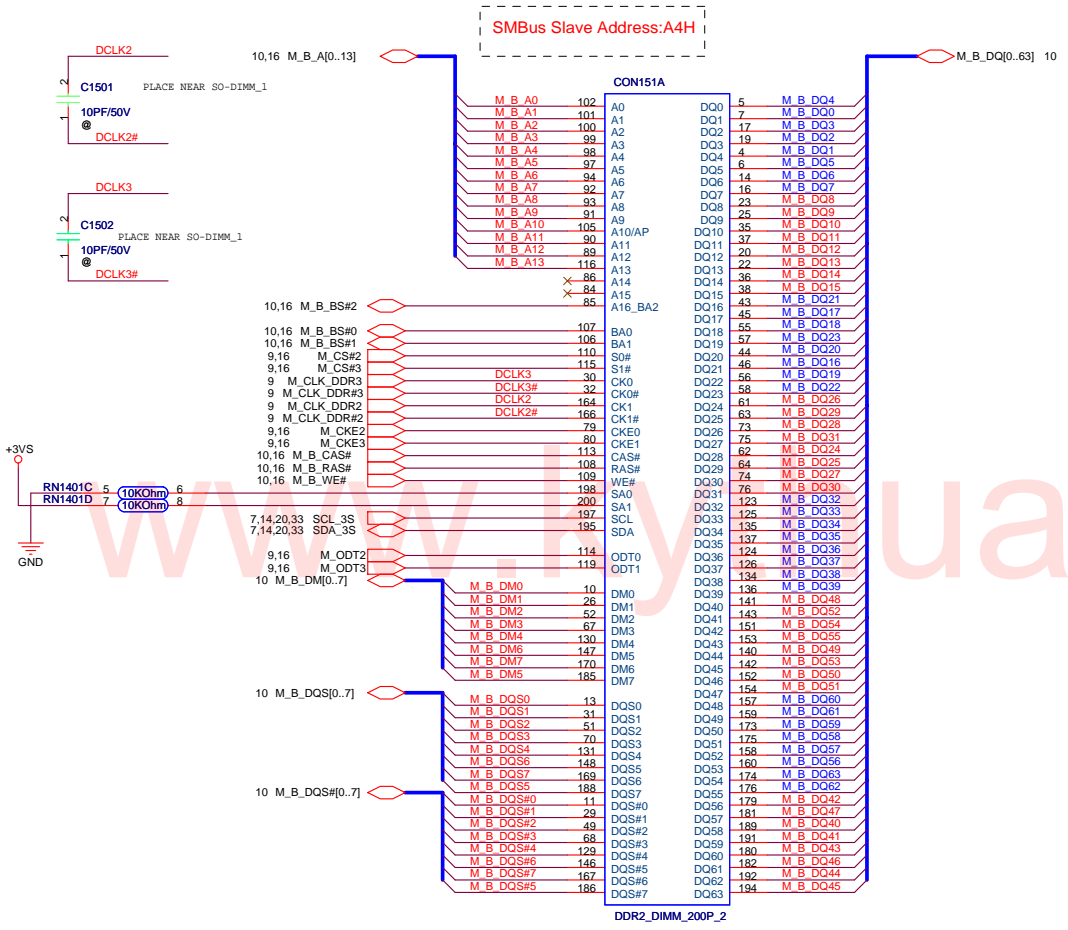 SMBus Slave Address:A4H
DCLK2
C1501
PLACE NEAR SO-DIMM_1
2
10PF/50V
1
@
DCLK2#
DCLK3
C1502
PLACE NEAR SO-DIMM_1
2
10PF/50V
1
@
DCLK3#
10,16 M_B_A[0..13]
M_B_DQ[0..63] 10
CON151A
M_B_A0 102 A0
M_B_A1 101 A1
M_B_A2 100 A2
M_B_A3 99 A3
M_B_A4 98 A4
M_B_A5 97 A5
M_B_A6 94 A6
M_B_A7 92 A7
M_B_A8 93 A8
M_B_A9 91 A9
M_B_A10 105 A10/AP
M_B_A11 90 A11
M_B_A12 89 A12
M_B_A13 116 A13
86 A14
84 A15
10,16 M_B_BS#2 85 A16_BA2
10,16 M_B_BS#0 107 BA0
10,16 M_B_BS#1 106 BA1
9,16 M_CS#2 110 S0#
9,16 M_CS#3 115 S1#
9 M_CLK_DDR3 DCLK3 30 CK0
9 M_CLK_DDR#3 DCLK3# 32 CK0#
9 M_CLK_DDR2 DCLK2 164 CK1
9 M_CLK_DDR#2 DCLK2# 166 CK1#
9,16 M_CKE2 79 CKE0
9,16 M_CKE3 80 CKE1
10,16 M_B_CAS# 113 CAS#
10,16 M_B_RAS# 108 RAS#
10,16 M_B_WE# 109 WE#
+3VS
RN1401C 5 10KOhm 6 198 SA0
RN1401D 7 10KOhm 8 200 SA1
GND
7,14,20,33 SCL_3S 197 SCL
7,14,20,33 SDA_3S 195 SDA
9,16 M_ODT2 114 ODT0
9,16 M_ODT3 119 ODT1
10 M_B_DM[0..7]
M_B_DM0 10 DM0
M_B_DM1 26 DM1
M_B_DM2 52 DM2
M_B_DM3 67 DM3
M_B_DM4 130 DM4
M_B_DM6 147 DM5
M_B_DM7 170 DM6
M_B_DM5 185 DM7
10 M_B_DQS[0..7]
M_B_DQS0 13 DQS0
M_B_DQS1 31 DQS1
M_B_DQS2 51 DQS2
M_B_DQS3 70 DQS3
M_B_DQS4 131 DQS4
M_B_DQS6 148 DQS5
M_B_DQS7 169 DQS6
M_B_DQS5 188 DQS7
10 M_B_DQS#[0..7]
M_B_DQS#0 11 DQS#0
M_B_DQS#1 29 DQS#1
M_B_DQS#2 49 DQS#2
M_B_DQS#3 68 DQS#3
M_B_DQS#4 129 DQS#4
M_B_DQS#6 146 DQS#5
M_B_DQS#7 167 DQS#6
M_B_DQS#5 186 DQS#7
DQ0 5 M_B_DQ4
DQ1 7 M_B_DQ0
DQ2 17 M_B_DQ3
DQ3 19 M_B_DQ2
DQ4 4 M_B_DQ1
DQ5 6 M_B_DQ5
DQ6 14 M_B_DQ6
DQ7 16 M_B_DQ7
DQ8 23 M_B_DQ8
DQ9 25 M_B_DQ9
DQ10 35 M_B_DQ10
DQ11 37 M_B_DQ11
DQ12 20 M_B_DQ12
DQ13 22 M_B_DQ13
DQ14 36 M_B_DQ14
DQ15 38 M_B_DQ15
DQ16 43 M_B_DQ21
DQ17 45 M_B_DQ17
DQ18 55 M_B_DQ18
DQ19 57 M_B_DQ23
DQ20 44 M_B_DQ20
DQ21 46 M_B_DQ16
DQ22 56 M_B_DQ19
DQ23 58 M_B_DQ22
DQ24 61 M_B_DQ26
DQ25 63 M_B_DQ29
DQ26 73 M_B_DQ28
DQ27 75 M_B_DQ31
DQ28 62 M_B_DQ24
DQ29 64 M_B_DQ25
DQ30 74 M_B_DQ27
DQ31 76 M_B_DQ30
DQ32 123 M_B_DQ32
DQ33 125 M_B_DQ33
DQ34 135 M_B_DQ34
DQ35 137 M_B_DQ35
DQ36 124 M_B_DQ36
DQ37 126 M_B_DQ37
DQ38 134 M_B_DQ38
DQ39 136 M_B_DQ39
DQ40 141 M_B_DQ48
DQ41 143 M_B_DQ52
DQ42 151 M_B_DQ54
DQ43 153 M_B_DQ55
DQ44 140 M_B_DQ49
DQ45 142 M_B_DQ53
DQ46 152 M_B_DQ50
DQ47 154 M_B_DQ51
DQ48 157 M_B_DQ60
DQ49 159 M_B_DQ61
DQ50 173 M_B_DQ59
DQ51 175 M_B_DQ58
DQ52 158 M_B_DQ57
DQ53 160 M_B_DQ56
DQ54 174 M_B_DQ63
DQ55 176 M_B_DQ62
DQ56 179 M_B_DQ42
DQ57 181 M_B_DQ47
DQ58 189 M_B_DQ40
DQ59 191 M_B_DQ41
DQ60 180 M_B_DQ43
DQ61 182 M_B_DQ46
DQ62 192 M_B_DQ44
DQ63 194 M_B_DQ45
DDR2_DIMM_200P_2